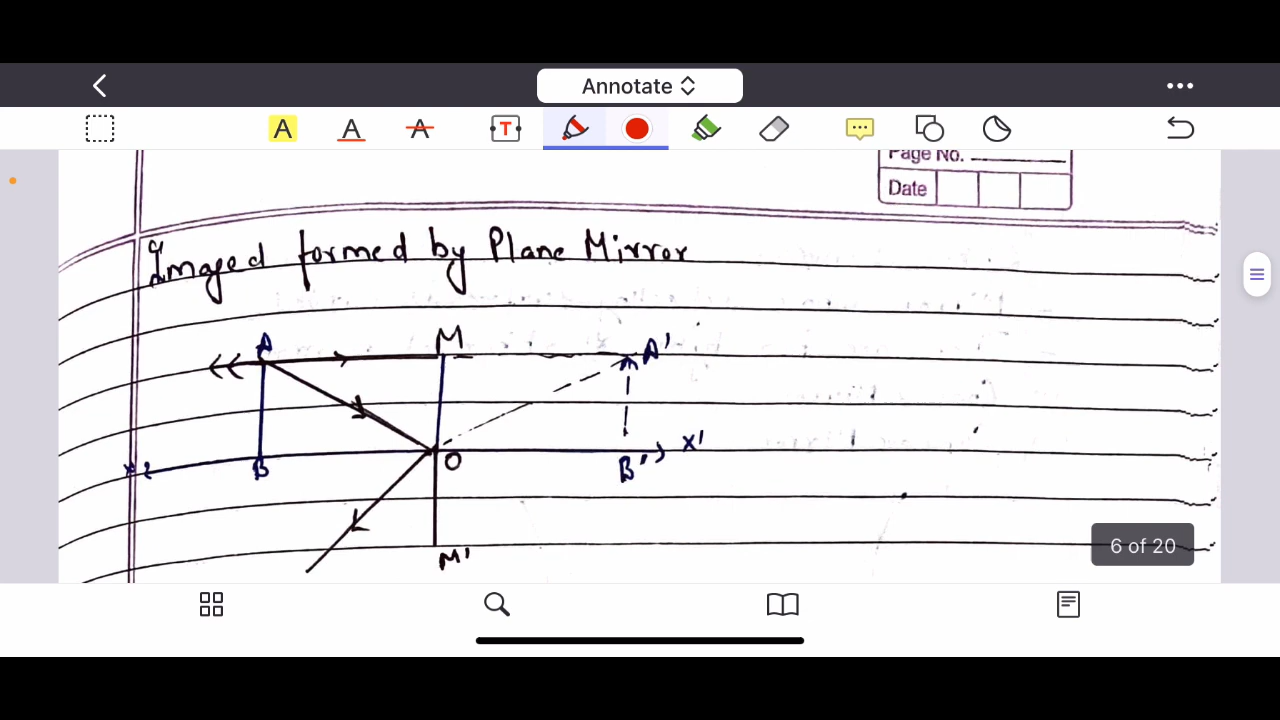 Annotate
A A A T
Page No.
Date
Imaged formed by Plane Mirror
A M A'
X B O B' X'
M'
6 of 20